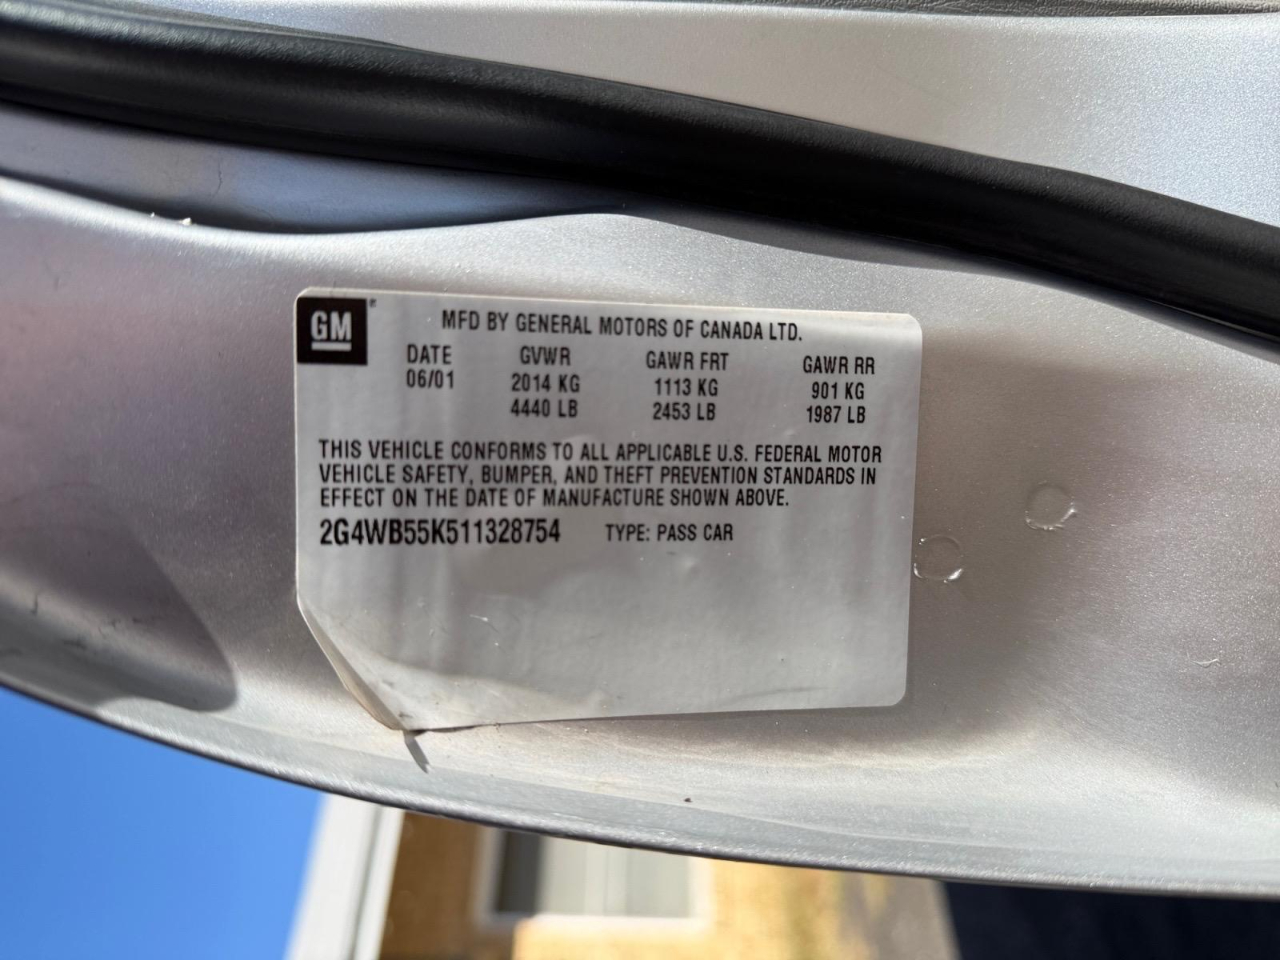 GM®
MFD BY GENERAL MOTORS OF CANADA LTD.
DATE GVWR GAWR FRT GAWR RR
06/01 2014 KG 1113 KG 901 KG
4440 LB 2453 LB 1987 LB
THIS VEHICLE CONFORMS TO ALL APPLICABLE U.S. FEDERAL MOTOR
VEHICLE SAFETY, BUMPER, AND THEFT PREVENTION STANDARDS IN
EFFECT ON THE DATE OF MANUFACTURE SHOWN ABOVE.
2G4WB55K511328754 TYPE: PASS CAR